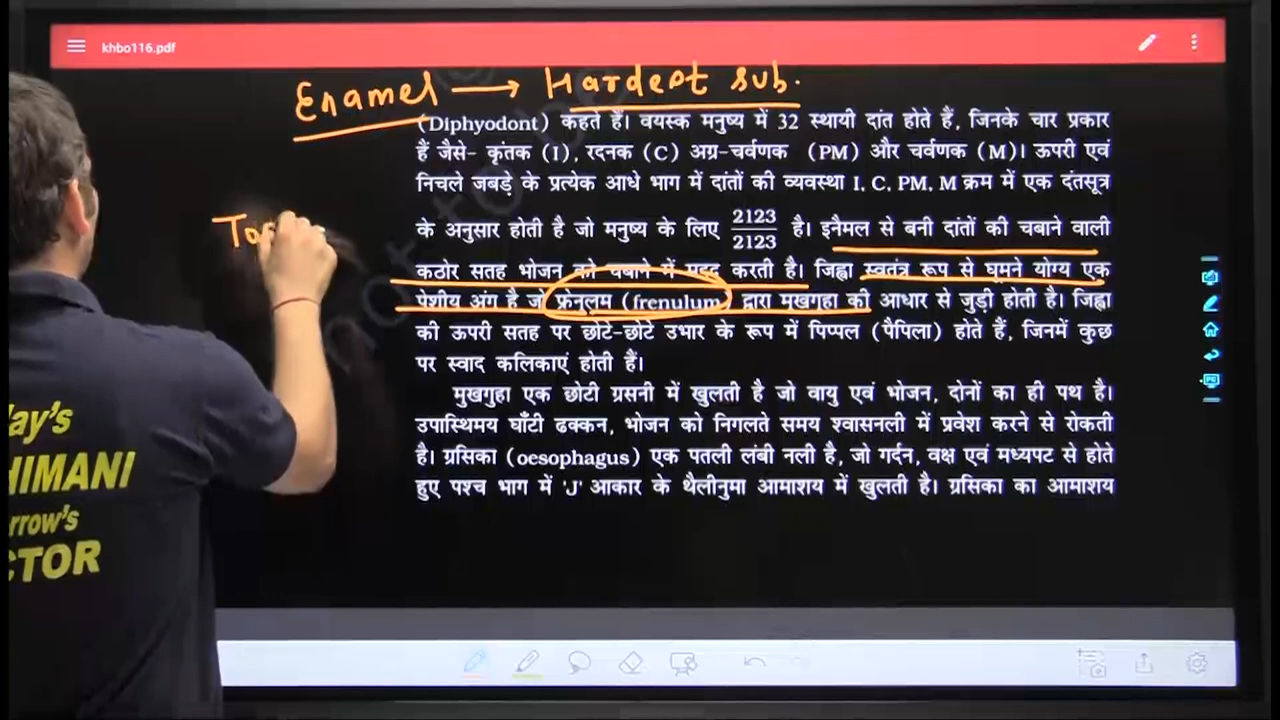 khbo116.pdf
Enamel → Hardest sub.
(Diphyodont) कहते हैं। वयस्क मनुष्य में 32 स्थायी दांत होते हैं, जिनके चार प्रकार
हैं जैसे- कृंतक (I), रदनक (C) अग्र-चर्वणक (PM) और चर्वणक (M)। ऊपरी एवं
निचले जबड़े के प्रत्येक आधे भाग में दांतों की व्यवस्था I, C, PM, M क्रम में एक दंतसूत्र
के अनुसार होती है जो मनुष्य के लिए 2123/2123 है। इनैमल से बनी दांतों की चबाने वाली
कठोर सतह भोजन को चबाने में मदद करती है। जिह्वा स्वतंत्र रूप से घूमने योग्य एक
पेशीय अंग है जो फ्रेनुलम (frenulum) द्वारा मुखगुहा की आधार से जुड़ी होती है। जिह्वा
की ऊपरी सतह पर छोटे-छोटे उभार के रूप में पिप्पल (पैपिला) होते हैं, जिनमें कुछ
पर स्वाद कलिकाएं होती हैं।
मुखगुहा एक छोटी ग्रसनी में खुलती है जो वायु एवं भोजन, दोनों का ही पथ है।
उपास्थिमय घाँटी ढक्कन, भोजन को निगलते समय श्वासनली में प्रवेश करने से रोकती
है। ग्रसिका (oesophagus) एक पतली लंबी नली है, जो गर्दन, वक्ष एवं मध्यपट से होते
हुए पश्च भाग में 'J' आकार के थैलीनुमा आमाशय में खुलती है। ग्रसिका का आमाशय